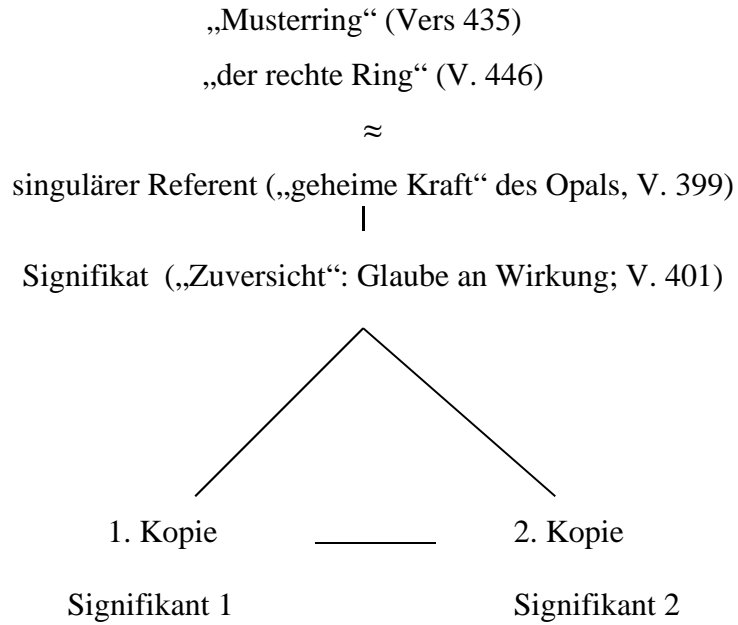 „Musterring“ (Vers 435)
„der rechte Ring“ (V. 446)
≈
singulärer Referent („geheime Kraft“ des Opals, V. 399)
Signifikat („Zuversicht“: Glaube an Wirkung; V. 401)
1. Kopie 2. Kopie
Signifikant 1 Signifikant 2